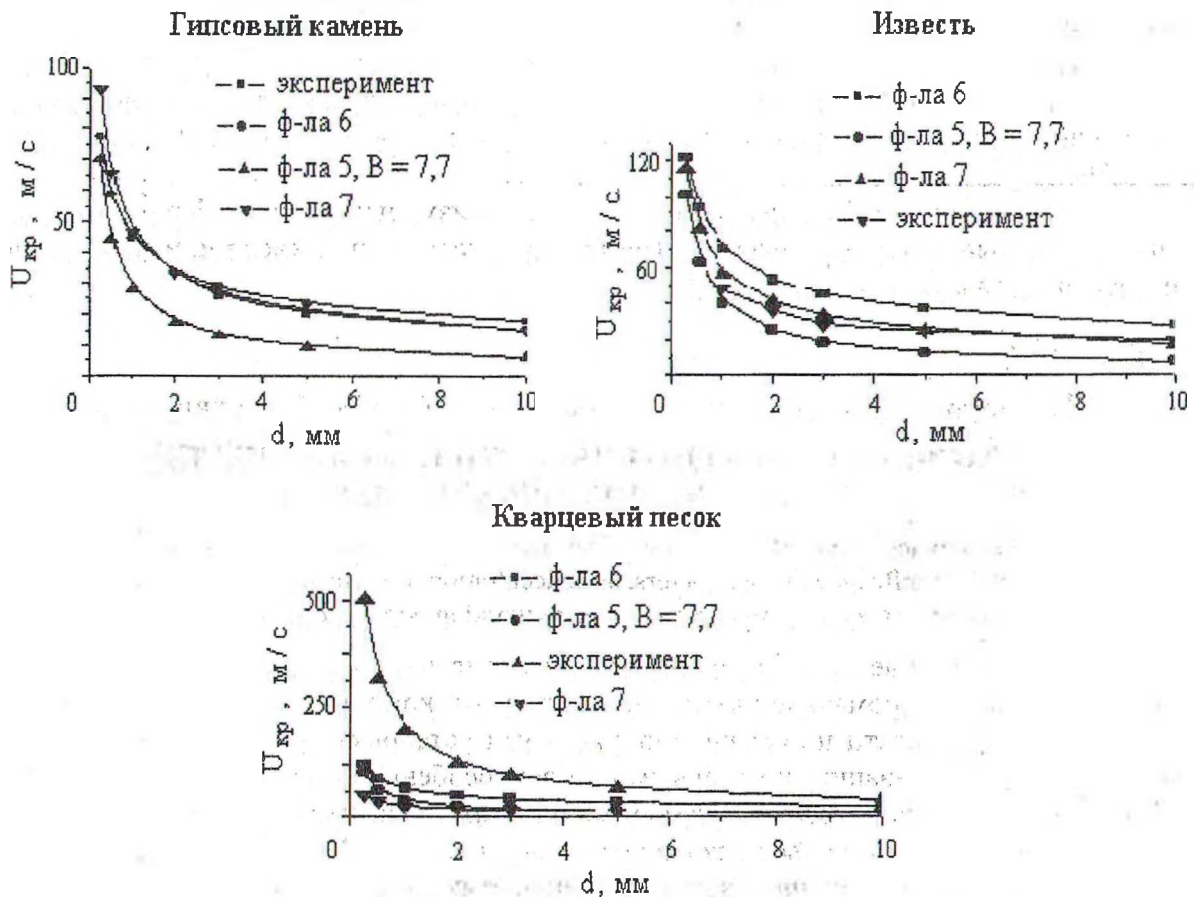 Гипсовый камень
100
50
0
2
4
6
8
10
U кр , м / с
d, мм
эксперимент
ф-ла 6
ф-ла 5, В = 7,7
ф-ла 7
Известь
120
60
0
2
4
6
8
10
U кр , м / с
d, мм
ф-ла 6
ф-ла 5, В = 7,7
ф-ла 7
эксперимент
Кварцевый песок
500
250
0
2
4
6
8
10
U кр , м / с
d, мм
ф-ла 6
ф-ла 5, В = 7,7
эксперимент
ф-ла 7